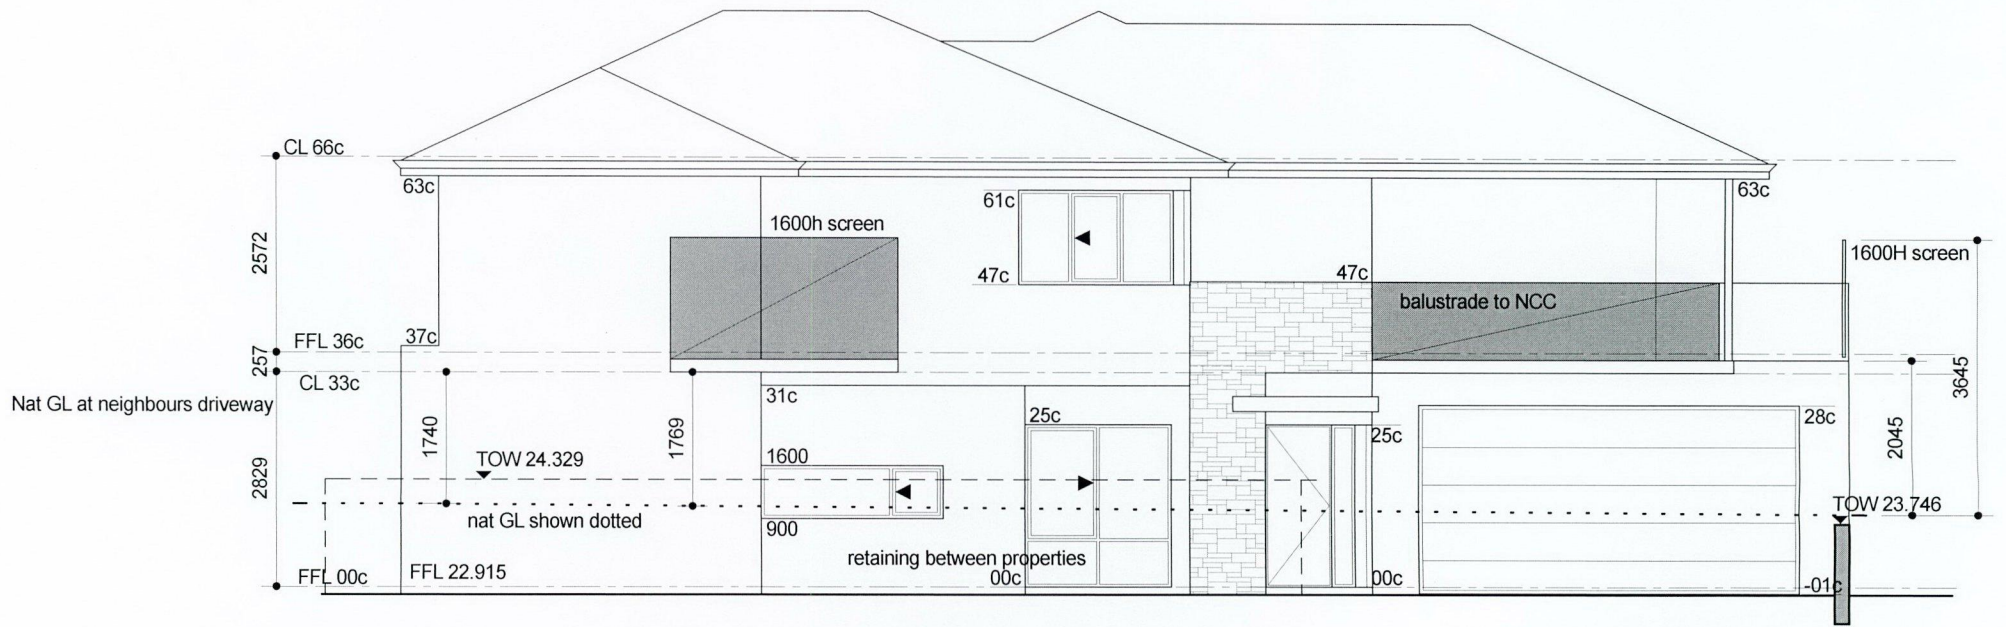 CL 66c
63c
63c
61c
1600h screen
2572
1600H screen
47c
47c
balustrade to NCC
37c
FFL 36c
257
CL 33c
3645
31c
Nat GL at neighbours driveway
25c
28c
1740
1769
25c
2045
1600
TOW 24.329
2829
TOW 23.746
nat GL shown dotted
900
retaining between properties
FFL 00c
FFL 22.915
00c
00c
-01c